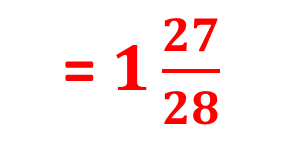 = 1 27/28